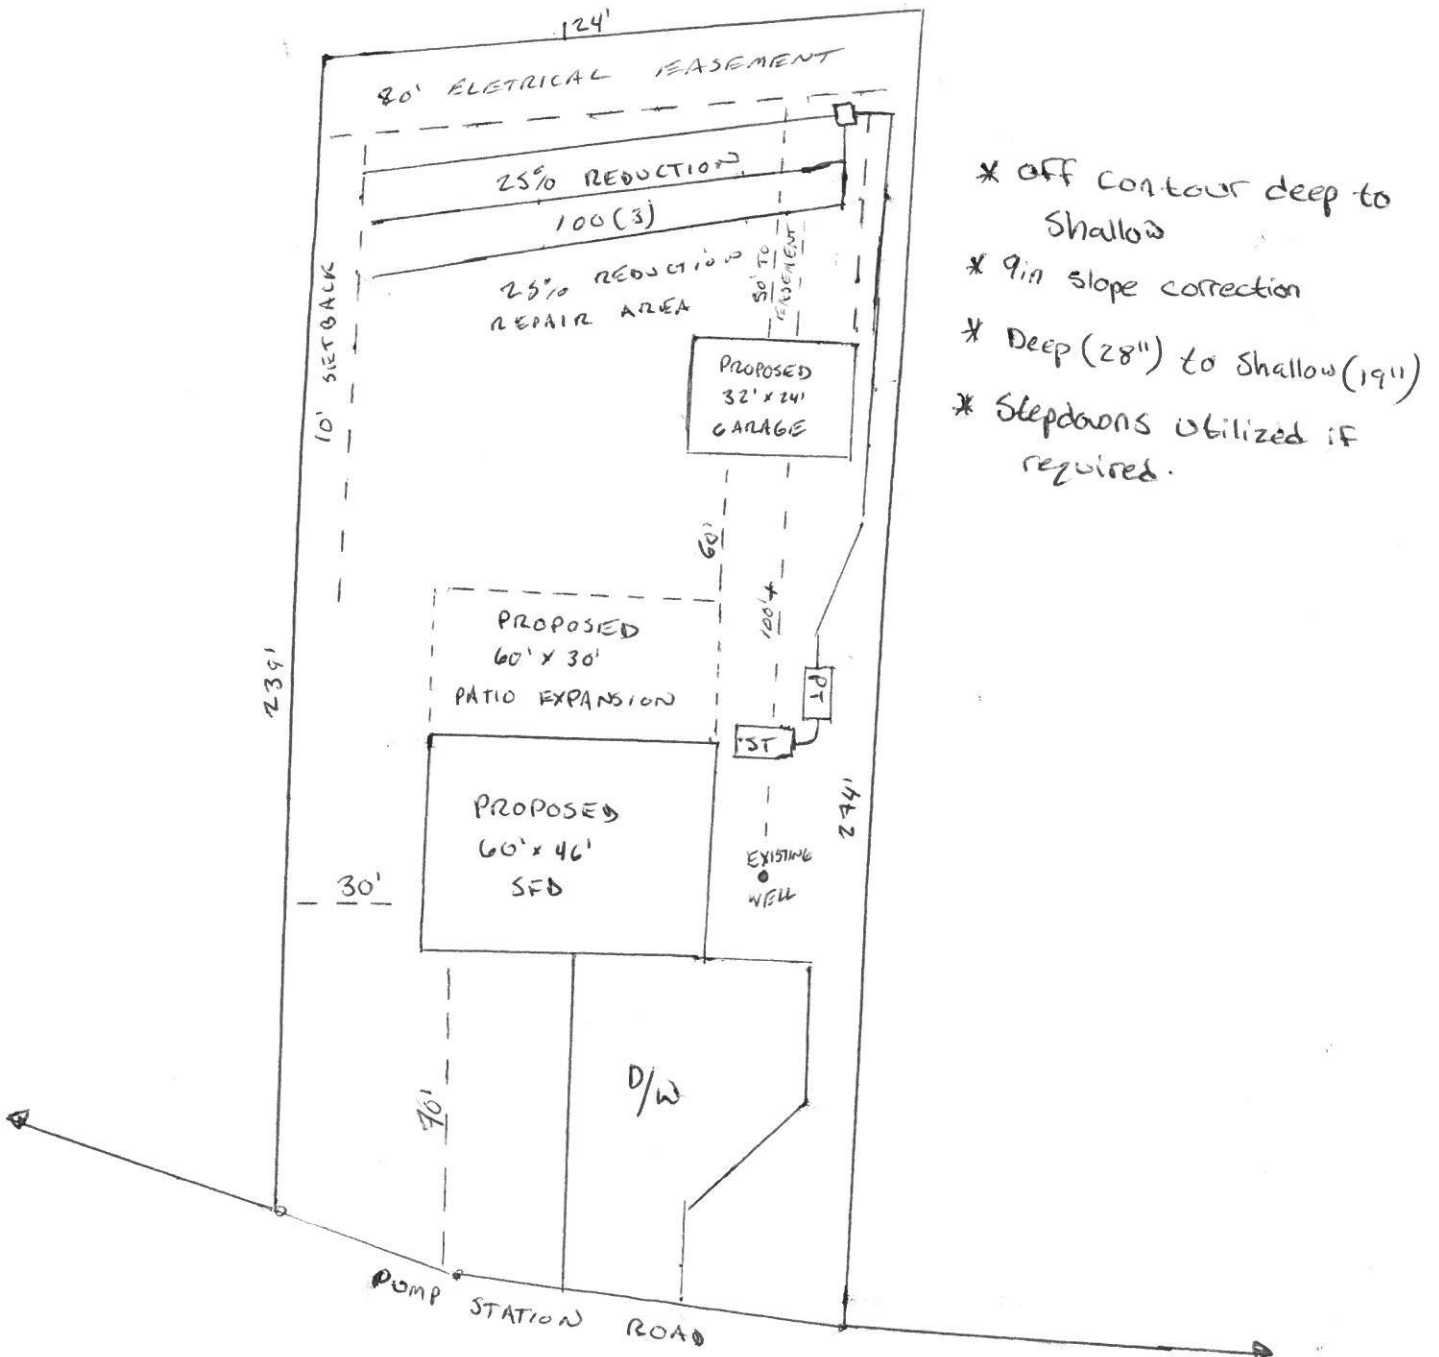 124'
80' ELETRICAL EASEMENT
25% REDUCTION
100(3)
25% REDUCTION
REPAIR AREA
50' TO
EASEMENT
10' SETBACK
PROPOSED
32' x 24'
GARAGE
* Off contour deep to
Shallow
* 9in slope correction
* Deep (28") to Shallow (19")
* Stepdowns utilized if
required.
60'
100'+
PROPOSED
60' x 30'
PATIO EXPANSION
PT
ST
239'
274'
PROPOSED
60' x 46'
SFD
EXISTING
WELL
30'
D/W
70'
PUMP STATION ROAD